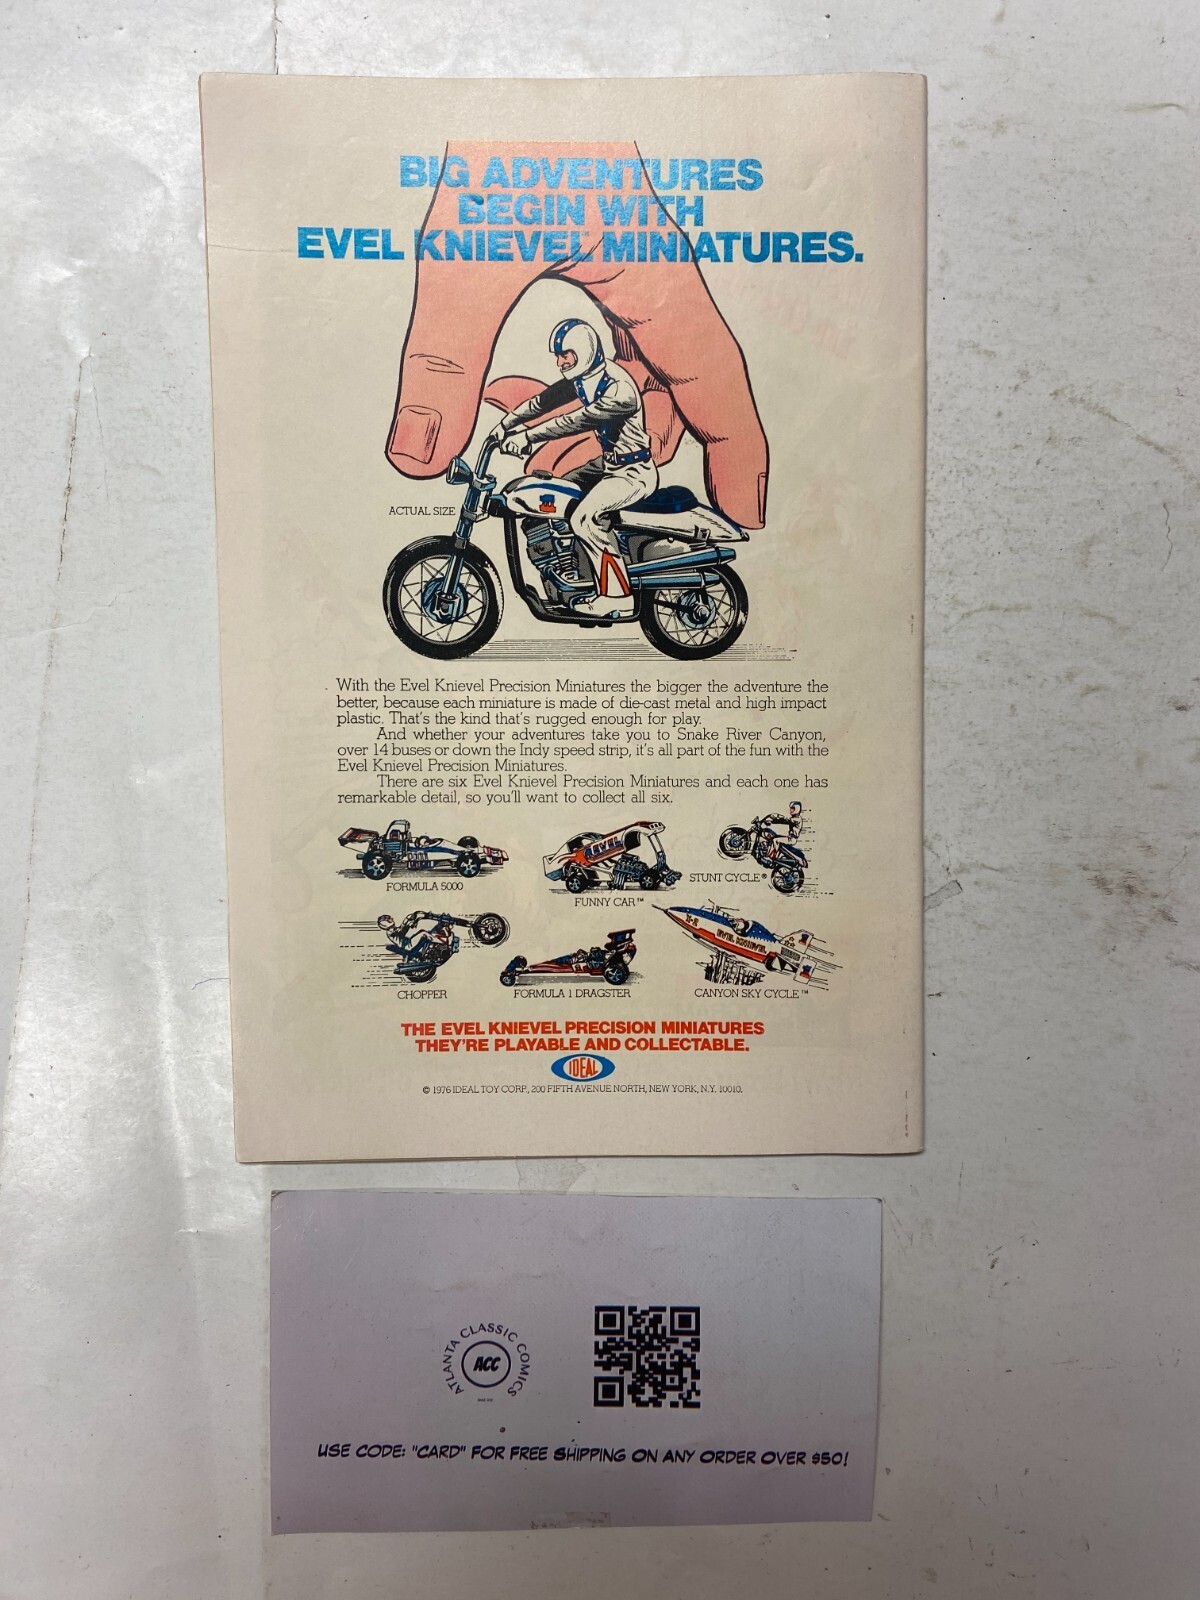 BIG ADVENTURES
BEGIN WITH
EVEL KNIEVEL MINIATURES.
ACTUAL SIZE
With the Evel Knievel Precision Miniatures the bigger the adventure the
better, because each miniature is made of die-cast metal and high impact
plastic. That's the kind that's rugged enough for play.
And whether your adventures take you to Snake River Canyon,
over 14 buses or down the Indy speed strip, it's all part of the fun with the
Evel Knievel Precision Miniatures.
There are six Evel Knievel Precision Miniatures and each one has
remarkable detail, so you'll want to collect all six.
EVEL
FORMULA 5000
FUNNY CAR™
STUNT CYCLE®
X-2
EVEL KNIEVEL
CHOPPER
FORMULA 1 DRAGSTER
CANYON SKY CYCLE™
THE EVEL KNIEVEL PRECISION MINIATURES
THEY'RE PLAYABLE AND COLLECTABLE.
IDEAL
© 1976 IDEAL TOY CORP., 200 FIFTH AVENUE NORTH, NEW YORK, N.Y. 10010.
ATLANTA CLASSIC COMICS
ACC
USE CODE: "CARD" FOR FREE SHIPPING ON ANY ORDER OVER $50!